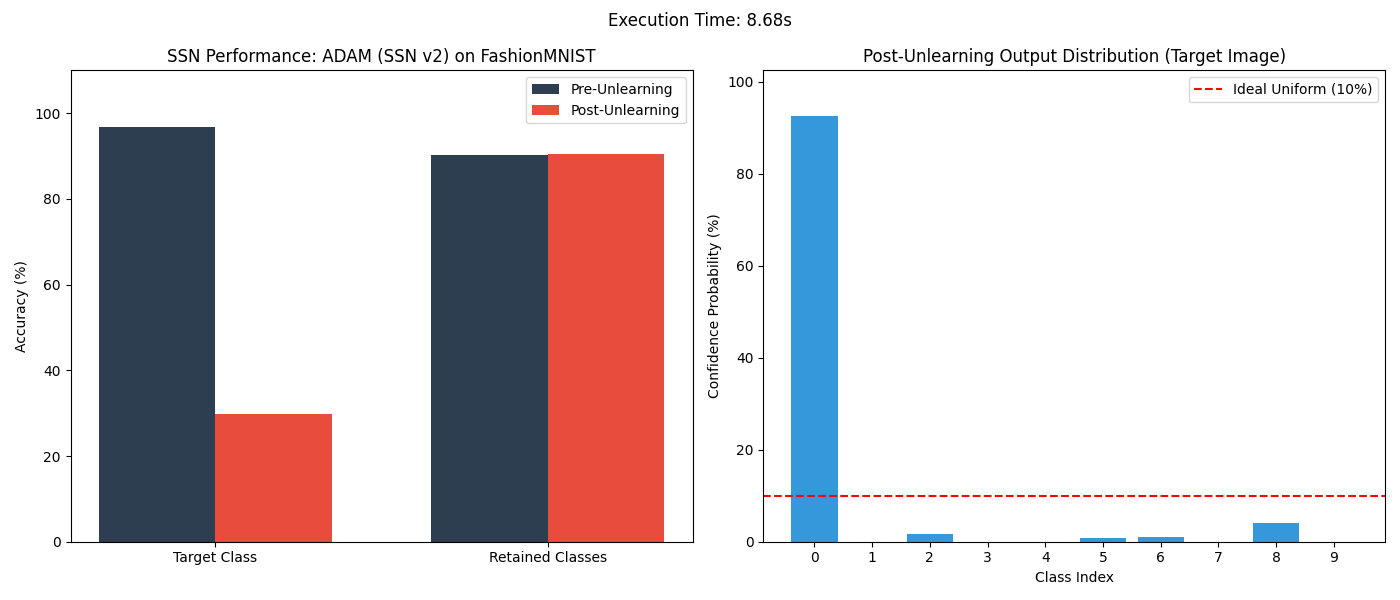 Execution Time: 8.68s
SSN Performance: ADAM (SSN v2) on FashionMNIST
Accuracy (%)
100
80
60
40
20
0
Pre-Unlearning
Post-Unlearning
Target Class
Retained Classes
Post-Unlearning Output Distribution (Target Image)
Confidence Probability (%)
100
80
60
40
20
0
Ideal Uniform (10%)
0 1 2 3 4 5 6 7 8 9
Class Index